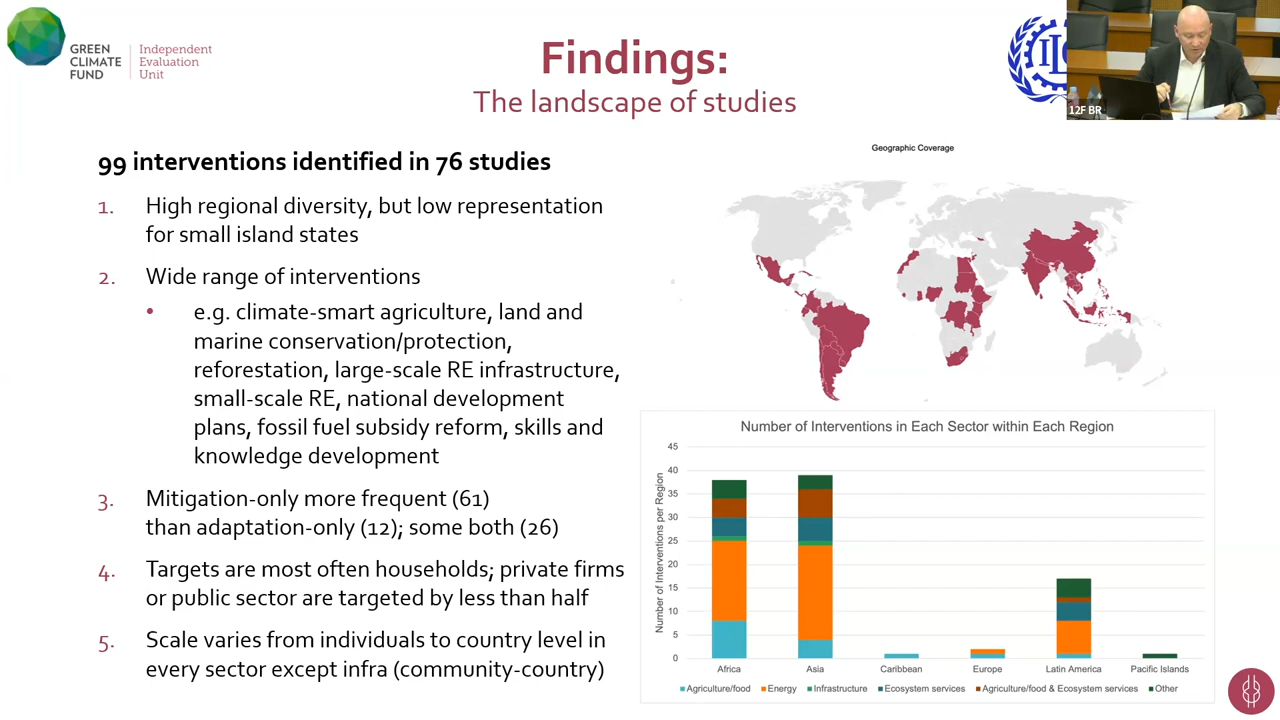 GREEN
CLIMATE
FUND
Independent
Evaluation
Unit
Findings:
The landscape of studies
12F BR
99 interventions identified in 76 studies
1. High regional diversity, but low representation
for small island states
2. Wide range of interventions
• e.g. climate-smart agriculture, land and
marine conservation/protection,
reforestation, large-scale RE infrastructure,
small-scale RE, national development
plans, fossil fuel subsidy reform, skills and
knowledge development
3. Mitigation-only more frequent (61)
than adaptation-only (12); some both (26)
4. Targets are most often households; private firms
or public sector are targeted by less than half
5. Scale varies from individuals to country level in
every sector except infra (community-country)
Geographic Coverage
Number of Interventions in Each Sector within Each Region
Number of Interventions per Region
45
40
35
30
25
20
15
10
5
0
Africa Asia Caribbean Europe Latin America Pacific Islands
Agriculture/food Energy Infrastructure Ecosystem services Agriculture/food & Ecosystem services Other